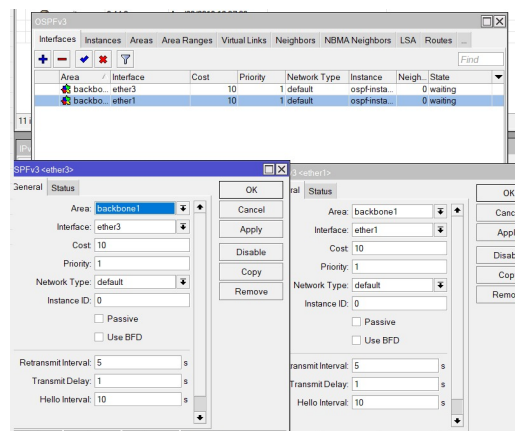 OSPFv3
Interfaces Instances Areas Area Ranges Virtual Links Neighbors NBMA Neighbors LSA Routes ...
Find
Area Interface Cost Priority Network Type Instance Neigh... State
backbo... ether3 10 1 default ospf-insta... 0 waiting
backbo... ether1 10 1 default ospf-insta... 0 waiting
11 i
SPFv3 <ether3>
General Status
OK
Area: backbone1
Cancel
Interface: ether3
Apply
Cost: 10
Disable
Priority: 1
Copy
Network Type: default
Remove
Instance ID: 0
Passive
Use BFD
Retransmit Interval: 5 s
Transmit Delay: 1 s
Hello Interval: 10 s
v3 <ether1>
ral Status
OK
Area: backbone1
Canc
Interface: ether1
Appl
Cost: 10
Disab
Priority: 1
Cop
Network Type: default
Remo
Instance ID: 0
Passive
Use BFD
ransmit Interval: 5 s
Transmit Delay: 1 s
Hello Interval: 10 s